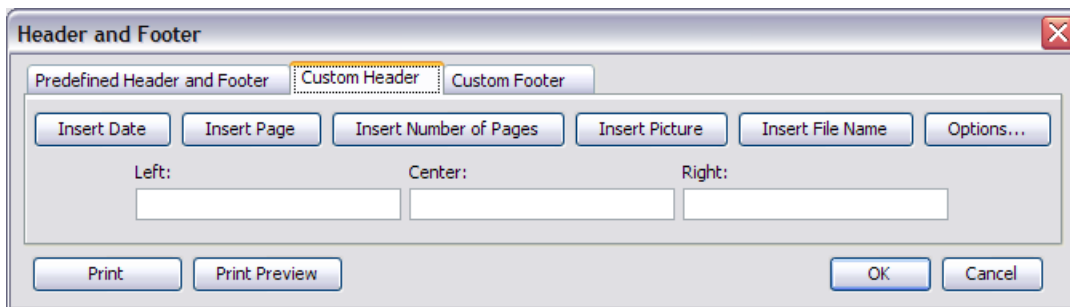 Header and Footer
Predefined Header and Footer Custom Header Custom Footer
Insert Date Insert Page Insert Number of Pages Insert Picture Insert File Name Options...
Left: Center: Right:
Print Print Preview OK Cancel